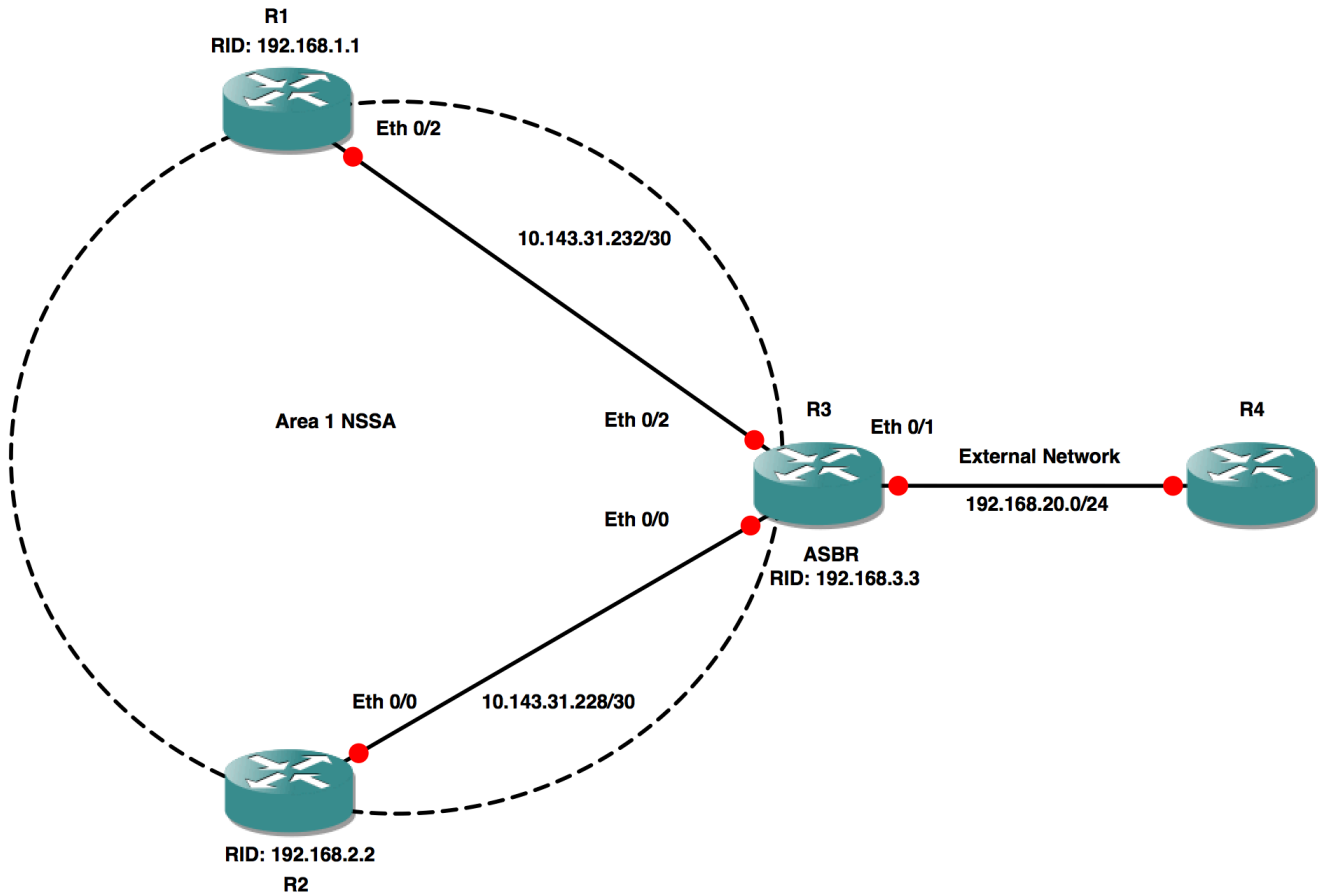 R1
RID: 192.168.1.1
Eth 0/2
10.143.31.232/30
Area 1 NSSA
Eth 0/2
R3
Eth 0/1
R4
External Network
192.168.20.0/24
Eth 0/0
ASBR
RID: 192.168.3.3
Eth 0/0
10.143.31.228/30
RID: 192.168.2.2
R2